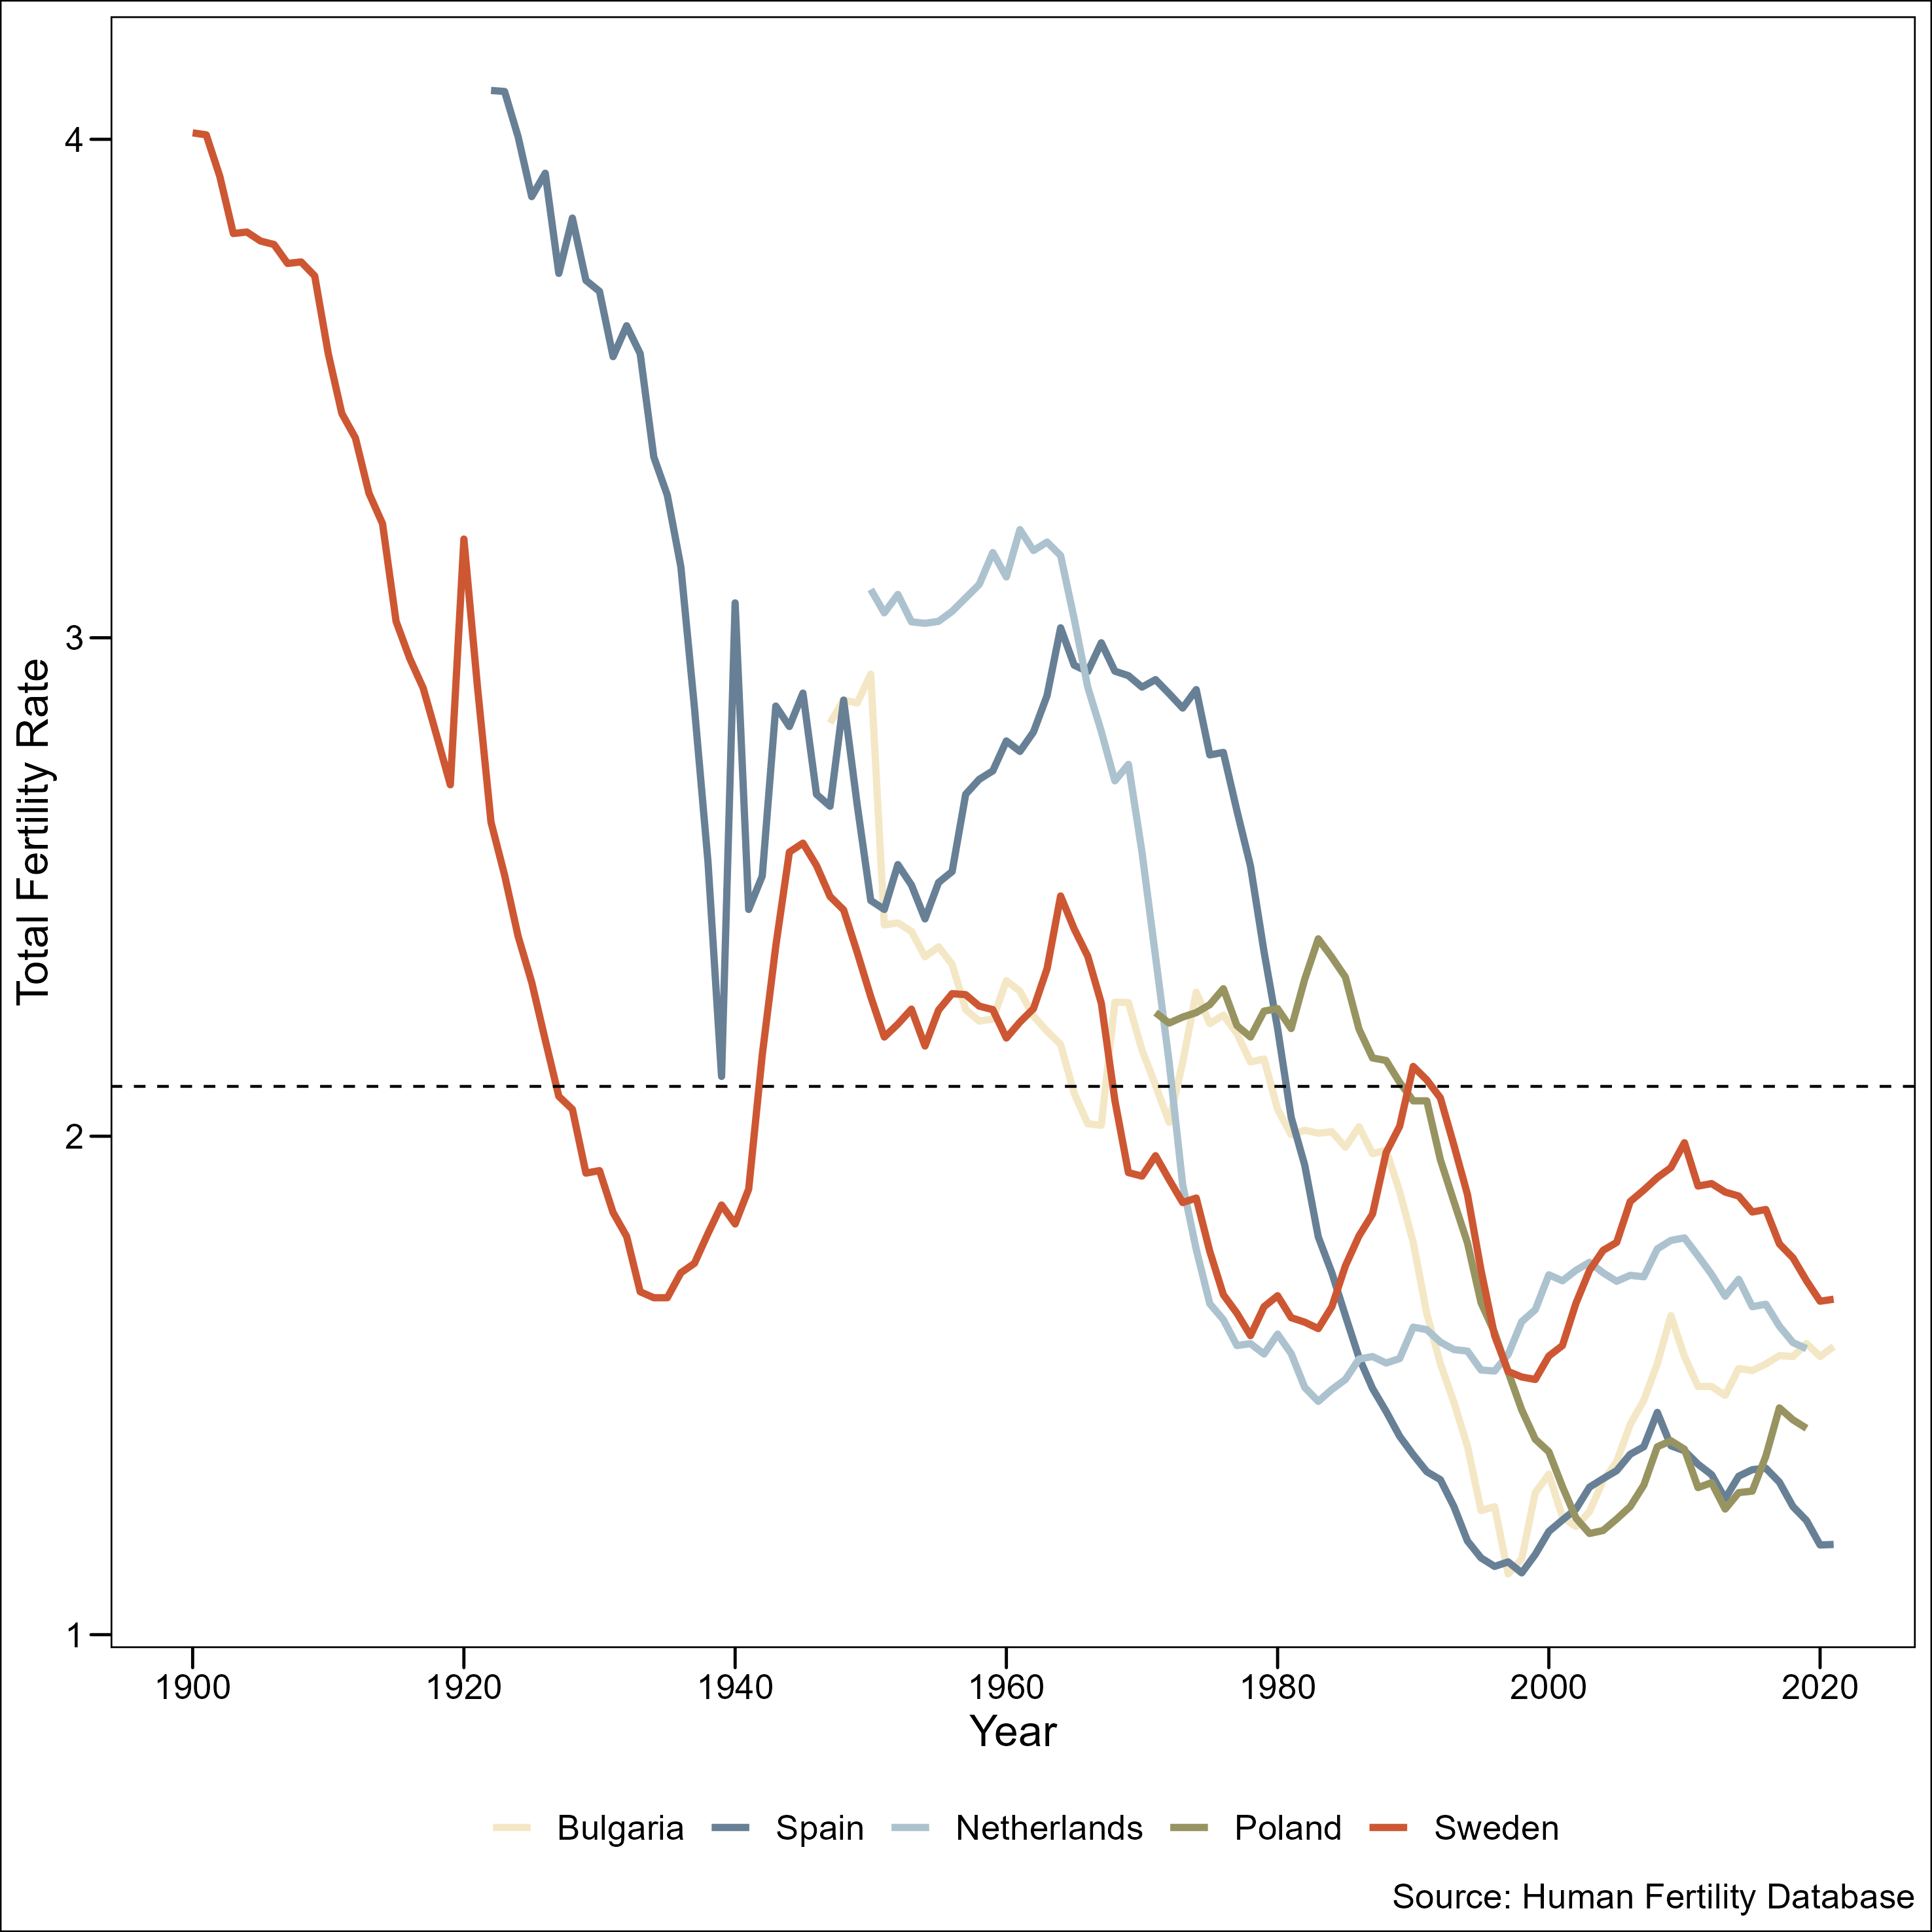 Total Fertility Rate
4
3
2
1
1900 1920 1940 1960 1980 2000 2020
Year
Bulgaria Spain Netherlands Poland Sweden
Source: Human Fertility Database